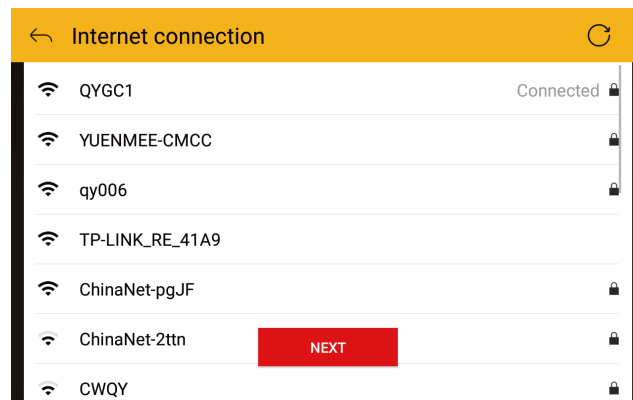 Internet connection
QYGC1 Connected
YUENMEE-CMCC
qy006
TP-LINK_RE_41A9
ChinaNet-pgJF
ChinaNet-2ttn
NEXT
CWQY